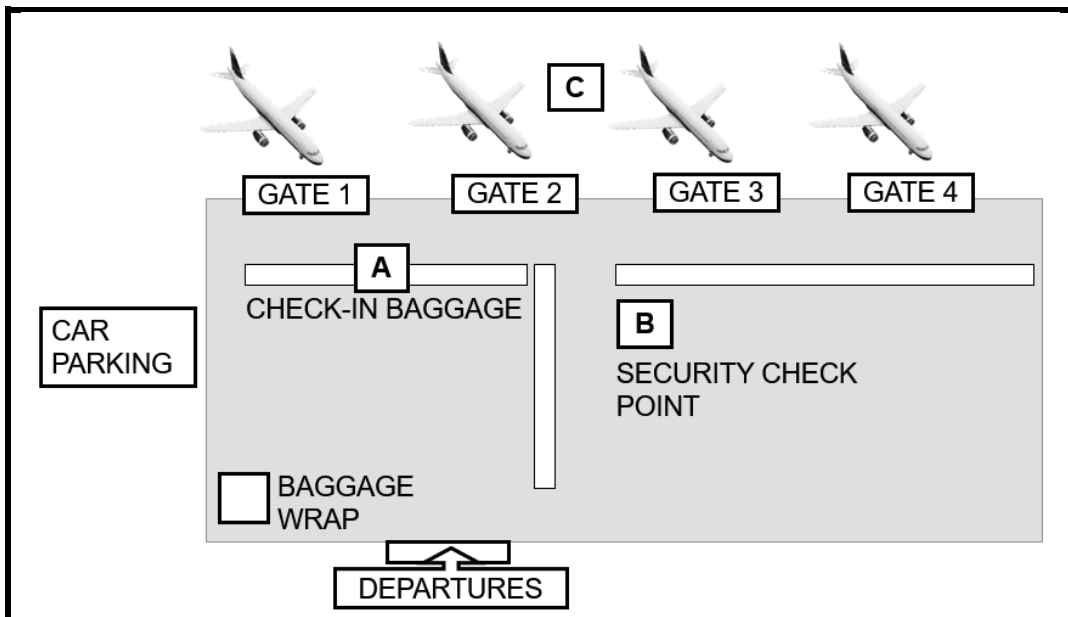 C
GATE 1
GATE 2
GATE 3
GATE 4
A
CHECK-IN BAGGAGE
CAR
PARKING
B
SECURITY CHECK
POINT
BAGGAGE
WRAP
DEPARTURES